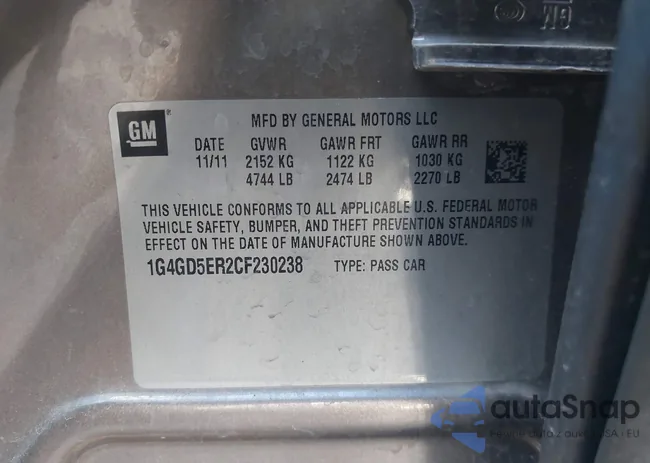 GM
GM
MFD BY GENERAL MOTORS LLC
DATE GVWR GAWR FRT GAWR RR
11/11 2152 KG 1122 KG 1030 KG
4744 LB 2474 LB 2270 LB
THIS VEHICLE CONFORMS TO ALL APPLICABLE U.S. FEDERAL MOTOR
VEHICLE SAFETY, BUMPER, AND THEFT PREVENTION STANDARDS IN
EFFECT ON THE DATE OF MANUFACTURE SHOWN ABOVE.
1G4GD5ER2CF230238 TYPE: PASS CAR
autaSnap